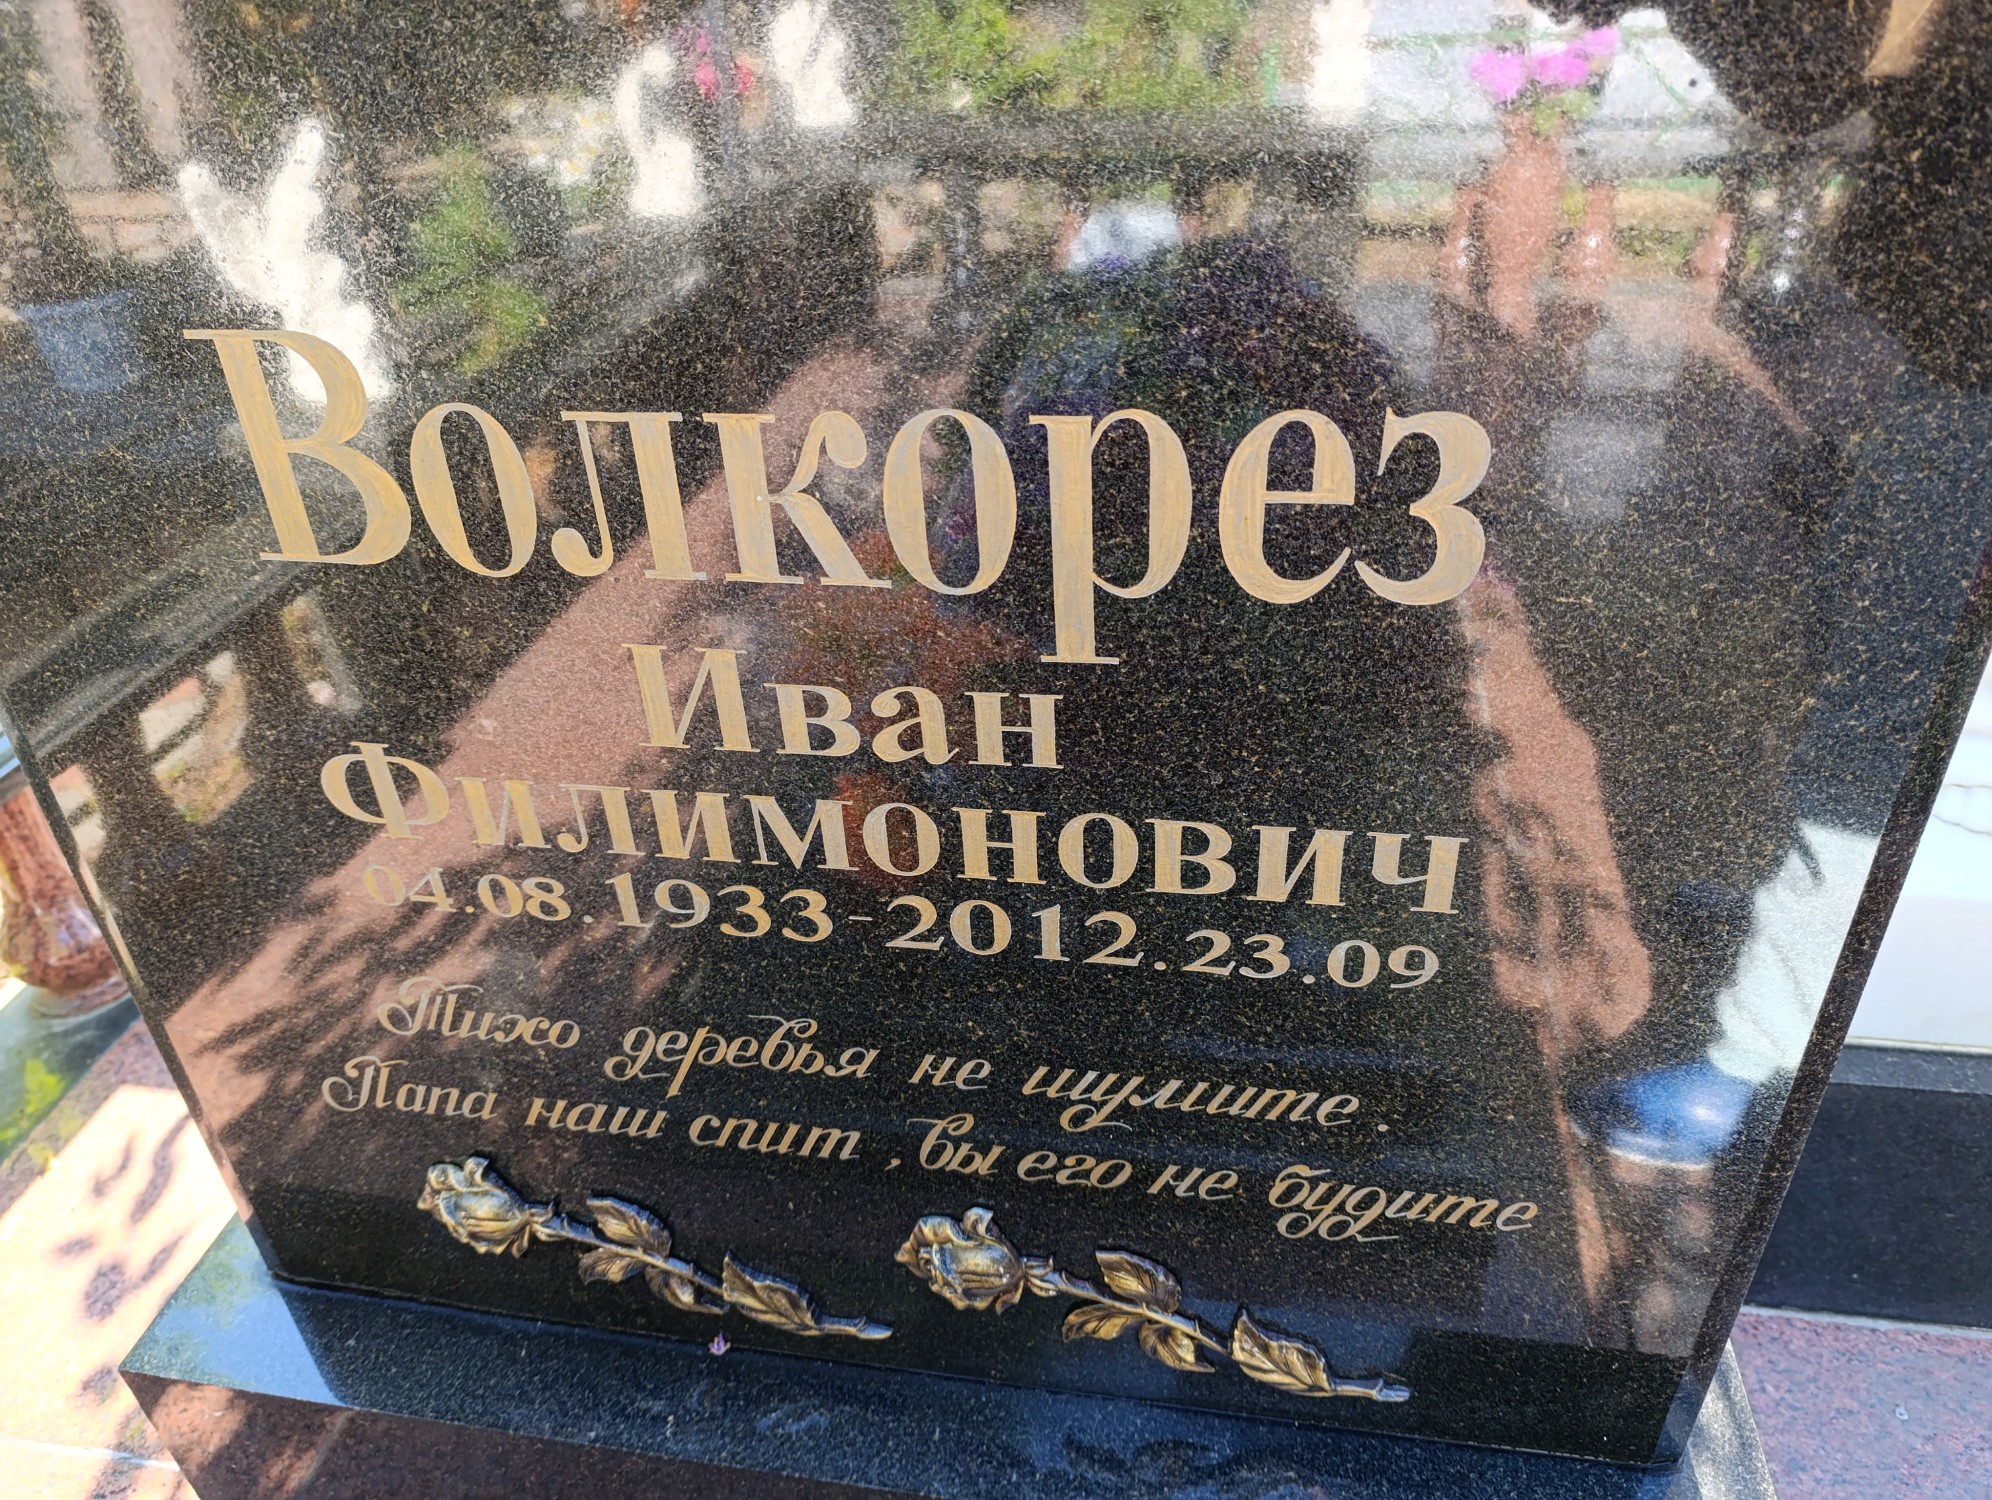 Волкорез
Иван
Филимонович
04.08.1933-2012.23.09
Тихо деревья не шумите.
Папа наш спит, вы его не будите